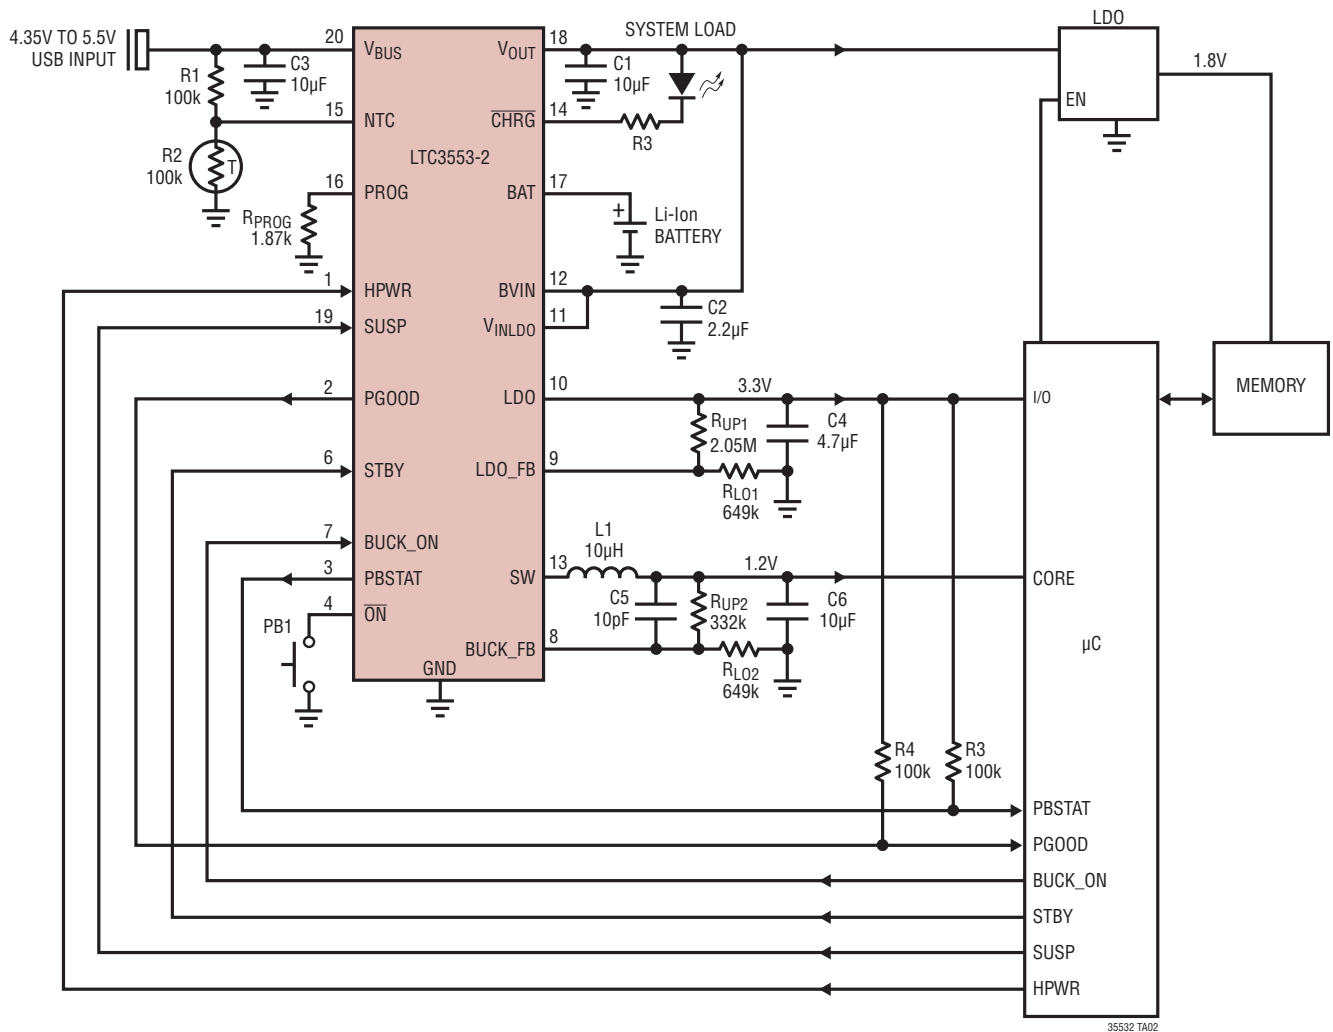 4.35V TO 5.5V
USB INPUT
R1
100k
C3
10µF
R2
100k
T
RPROG
1.87k
20
VBUS
15
NTC
16
PROG
1
HPWR
19
SUSP
2
PGOOD
6
STBY
7
BUCK_ON
3
PBSTAT
4
ON
PB1
LTC3553-2
GND
VOUT
18
CHRG
14
BAT
17
BVIN
12
VINLDO
11
LDO
10
LDO_FB
9
SW
13
BUCK_FB
8
SYSTEM LOAD
C1
10µF
R3
+
Li-Ion
BATTERY
C2
2.2µF
3.3V
RUP1
2.05M
C4
4.7µF
RLO1
649k
L1
10µH
1.2V
C5
10pF
RUP2
332k
C6
10µF
RLO2
649k
R4
100k
R3
100k
LDO
EN
1.8V
MEMORY
I/O
CORE
µC
PBSTAT
PGOOD
BUCK_ON
STBY
SUSP
HPWR
35532 TA02